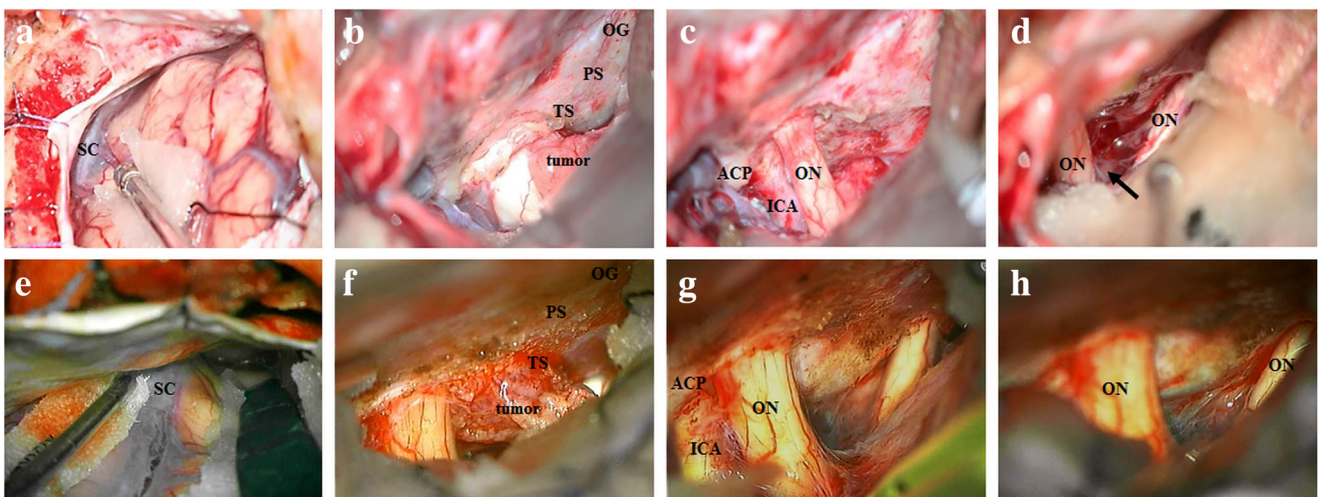 a
SC
b
OG
PS
TS
tumor
c
ACP
ON
ICA
d
ON
ON
e
SC
f
OG
PS
TS
tumor
g
ACP
ON
ICA
h
ON
ON